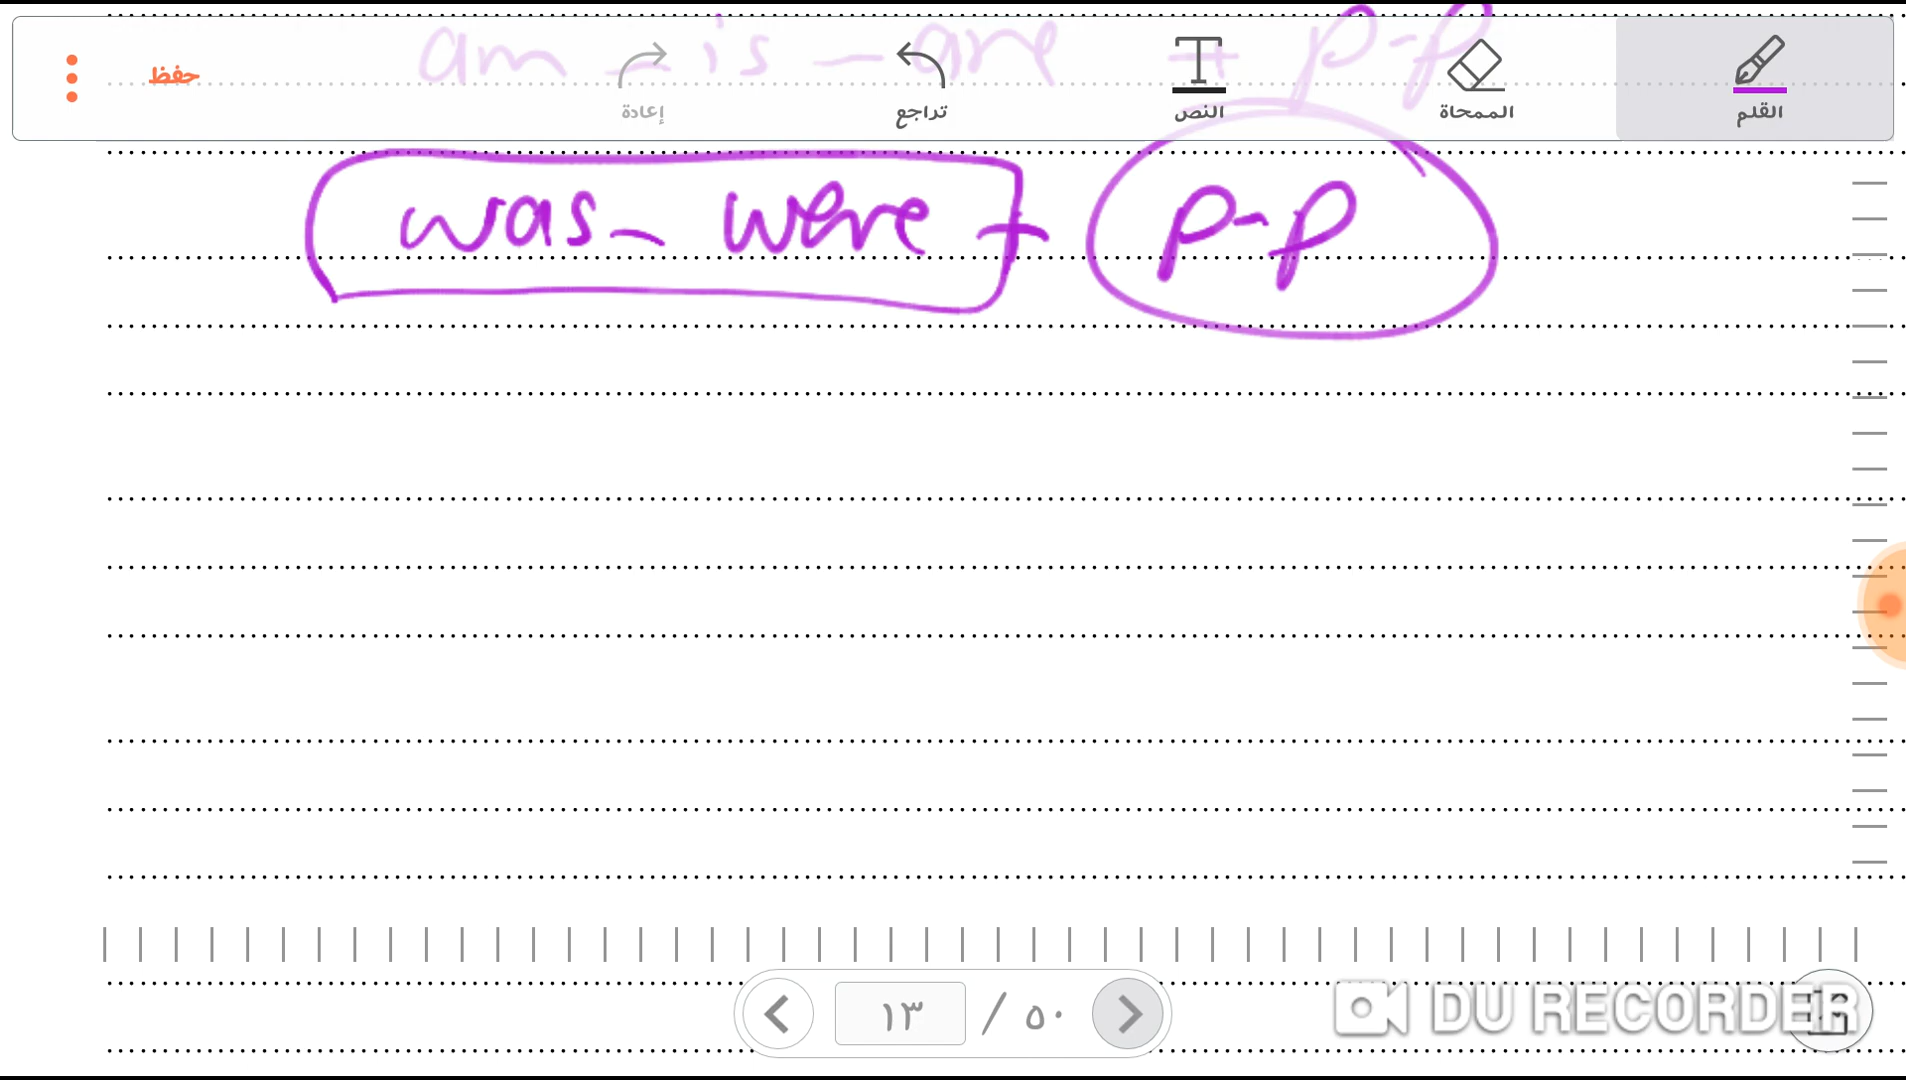 am – is – are + p-p
حفظ
إعادة
تراجع
النص
الممحاة
القلم
was – were + p-p
١٣ / ٥٠
DU RECORDER